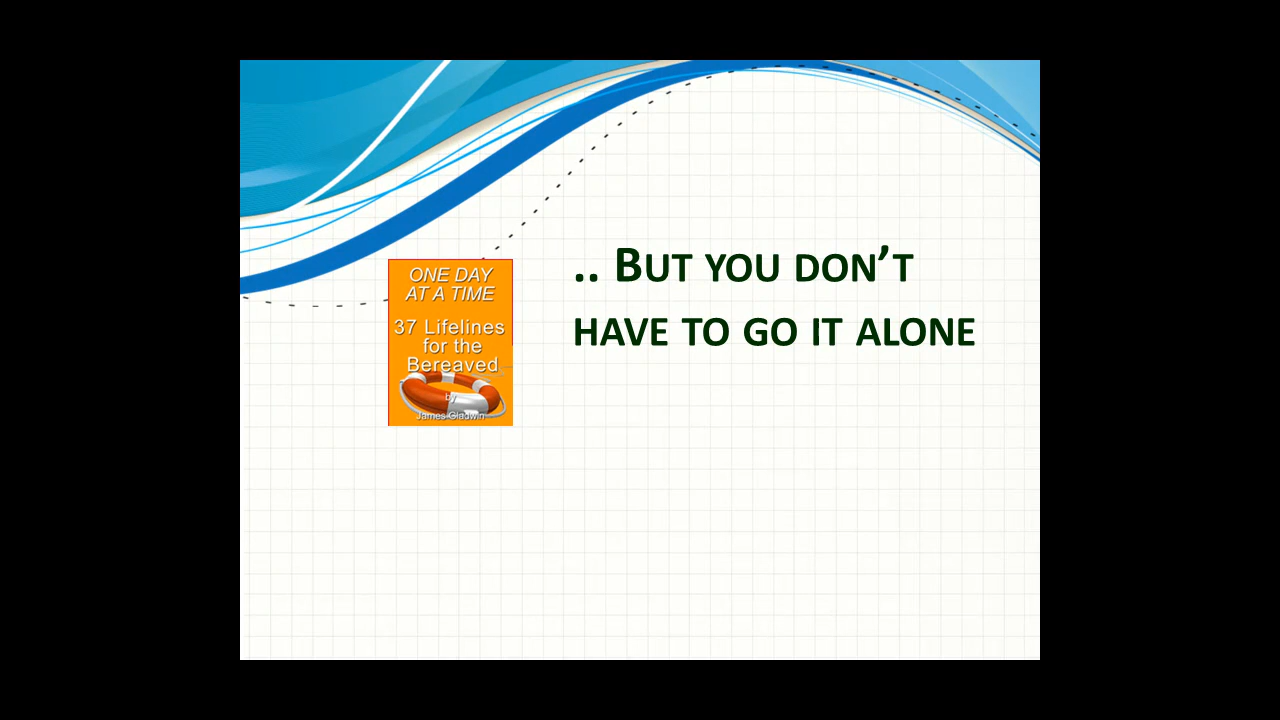 ONE DAY
AT A TIME
37 Lifelines
for the
Bereaved
by
James Gladwin
.. BUT YOU DON'T
HAVE TO GO IT ALONE